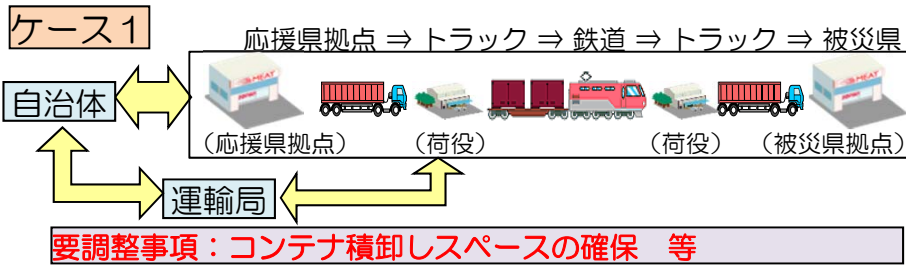 ケース１
応援県拠点 ⇒ トラック ⇒ 鉄道 ⇒ トラック ⇒ 被災県
自治体
MEAT
MEAT
（応援県拠点）
（荷役）
（荷役）
（被災県拠点）
運輸局
要調整事項：コンテナ積卸しスペースの確保　等